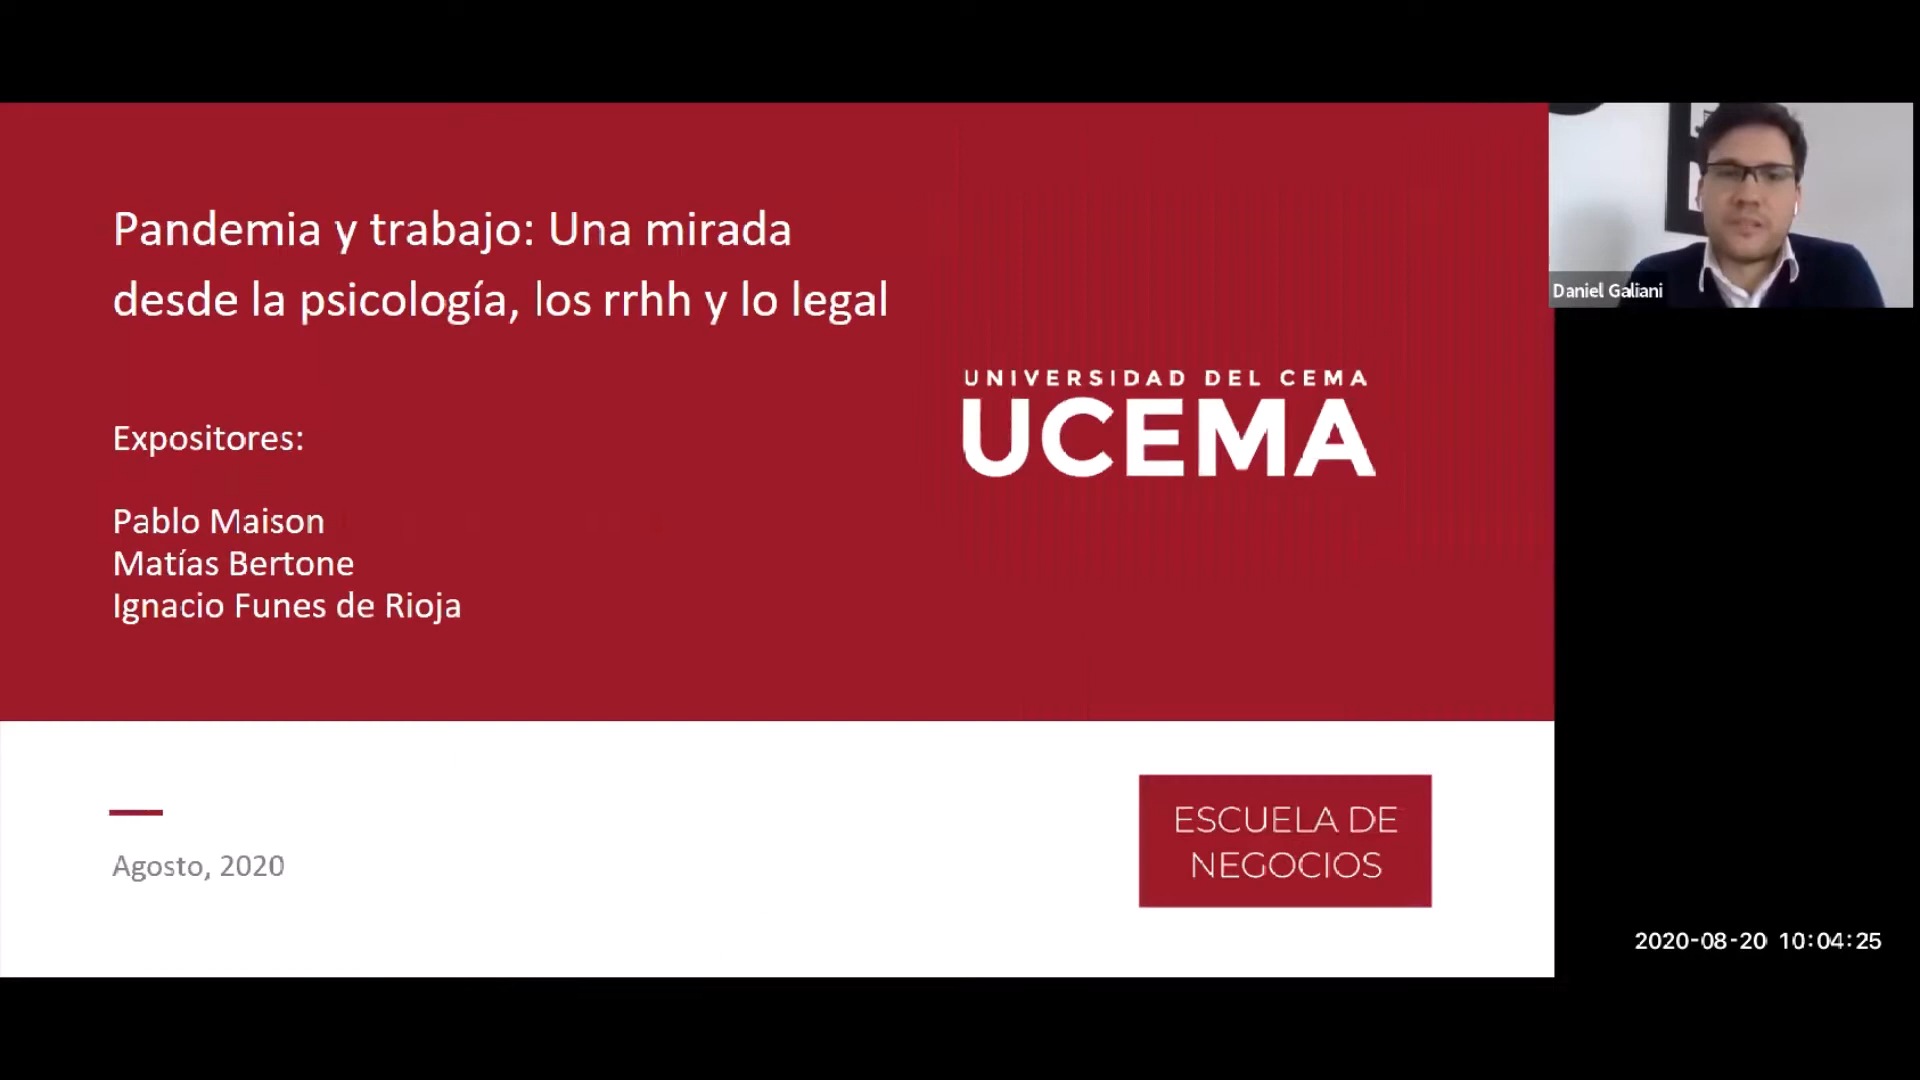 Pandemia y trabajo: Una mirada
desde la psicología, los rrhh y lo legal
Expositores:
Pablo Maison
Matías Bertone
Ignacio Funes de Rioja
UNIVERSIDAD DEL CEMA
UCEMA
Daniel Galiani
Agosto, 2020
ESCUELA DE
NEGOCIOS
2020-08-20 10:04:25